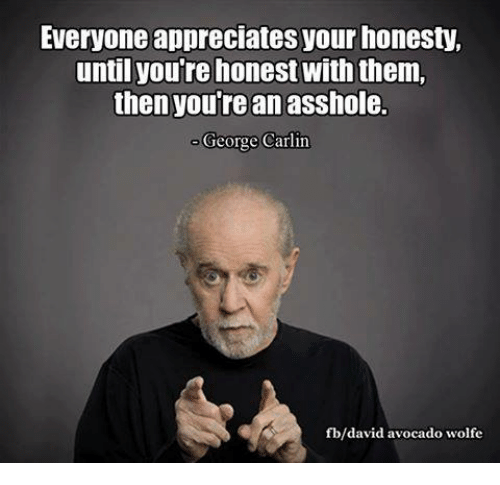 Everyone appreciates your honesty,
until you're honest with them,
then you're an asshole.
- George Carlin
fb/david avocado wolfe